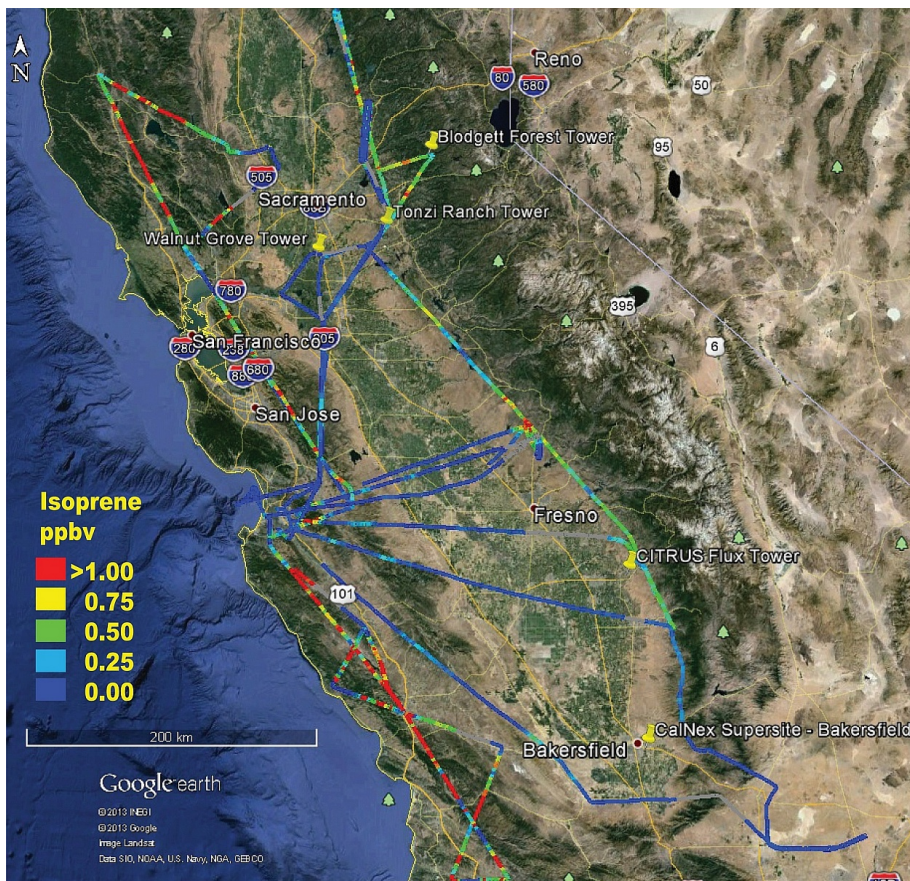 N
Reno
80
580
50
95
Blodgett Forest Tower
505
Sacramento
Tonzi Ranch Tower
Walnut Grove Tower
780
395
6
San Francisco
280
238
205
680
San Jose
Isoprene
ppbv
>1.00
0.75
0.50
0.25
0.00
Fresno
CITRUS Flux Tower
101
200 km
CalNex Supersite - Bakersfield
Bakersfield
Google earth
© 2013 INEGI
© 2013 Google
Image Landsat
Data SIO, NOAA, U.S. Navy, NGA, GEBCO